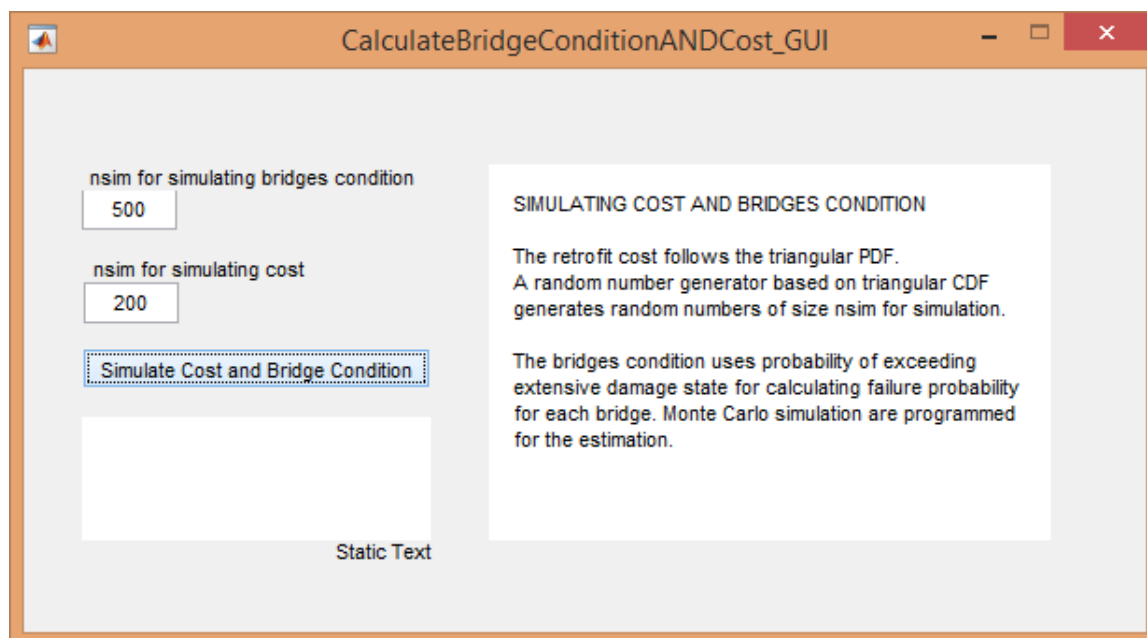 CalculateBridgeConditionANDCost_GUI
nsim for simulating bridges condition
500
nsim for simulating cost
200
Simulate Cost and Bridge Condition
Static Text
SIMULATING COST AND BRIDGES CONDITION
The retrofit cost follows the triangular PDF.
A random number generator based on triangular CDF
generates random numbers of size nsim for simulation.
The bridges condition uses probability of exceeding
extensive damage state for calculating failure probability
for each bridge. Monte Carlo simulation are programmed
for the estimation.